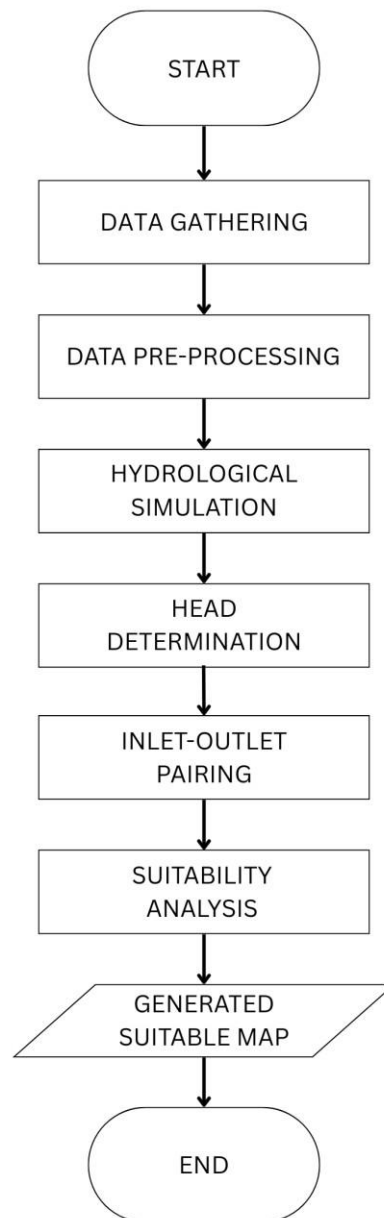 START
DATA GATHERING
DATA PRE-PROCESSING
HYDROLOGICAL
SIMULATION
HEAD
DETERMINATION
INLET-OUTLET
PAIRING
SUITABILITY
ANALYSIS
GENERATED
SUITABLE MAP
END